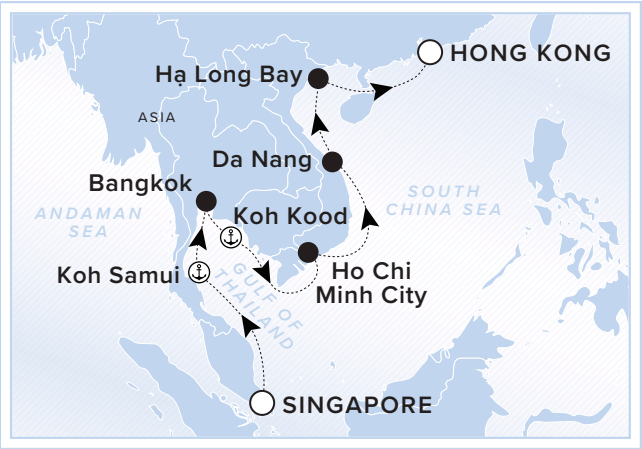 HONG KONG
Hạ Long Bay
ASIA
Da Nang
Bangkok
SOUTH
CHINA SEA
ANDAMAN
SEA
Koh Kood
Koh Samui
GULF OF
THAILAND
Ho Chi
Minh City
SINGAPORE